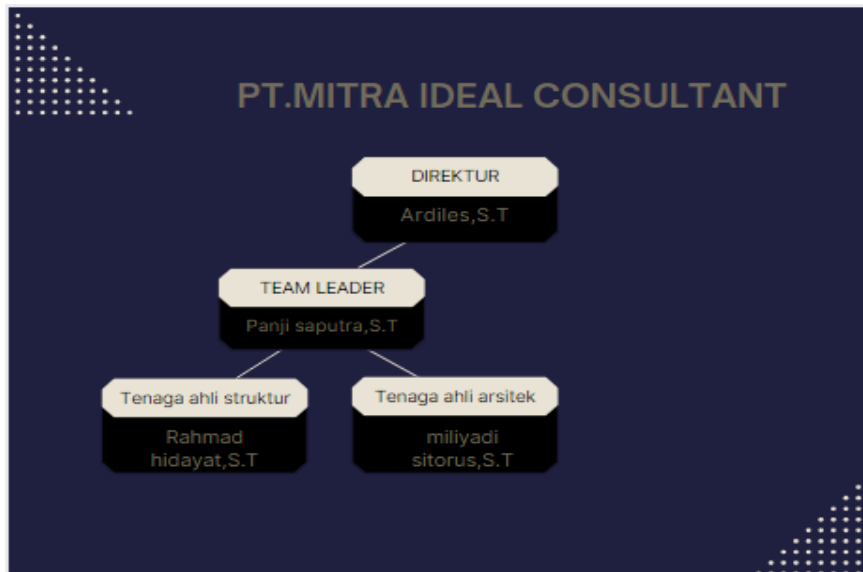 PT.MITRA IDEAL CONSULTANT
DIREKTUR
Ardiles,S.T
TEAM LEADER
Panji saputra,S.T
Tenaga ahli struktur
Rahmad
hidayat,S.T
Tenaga ahli arsitek
miliyadi
sitorus,S.T